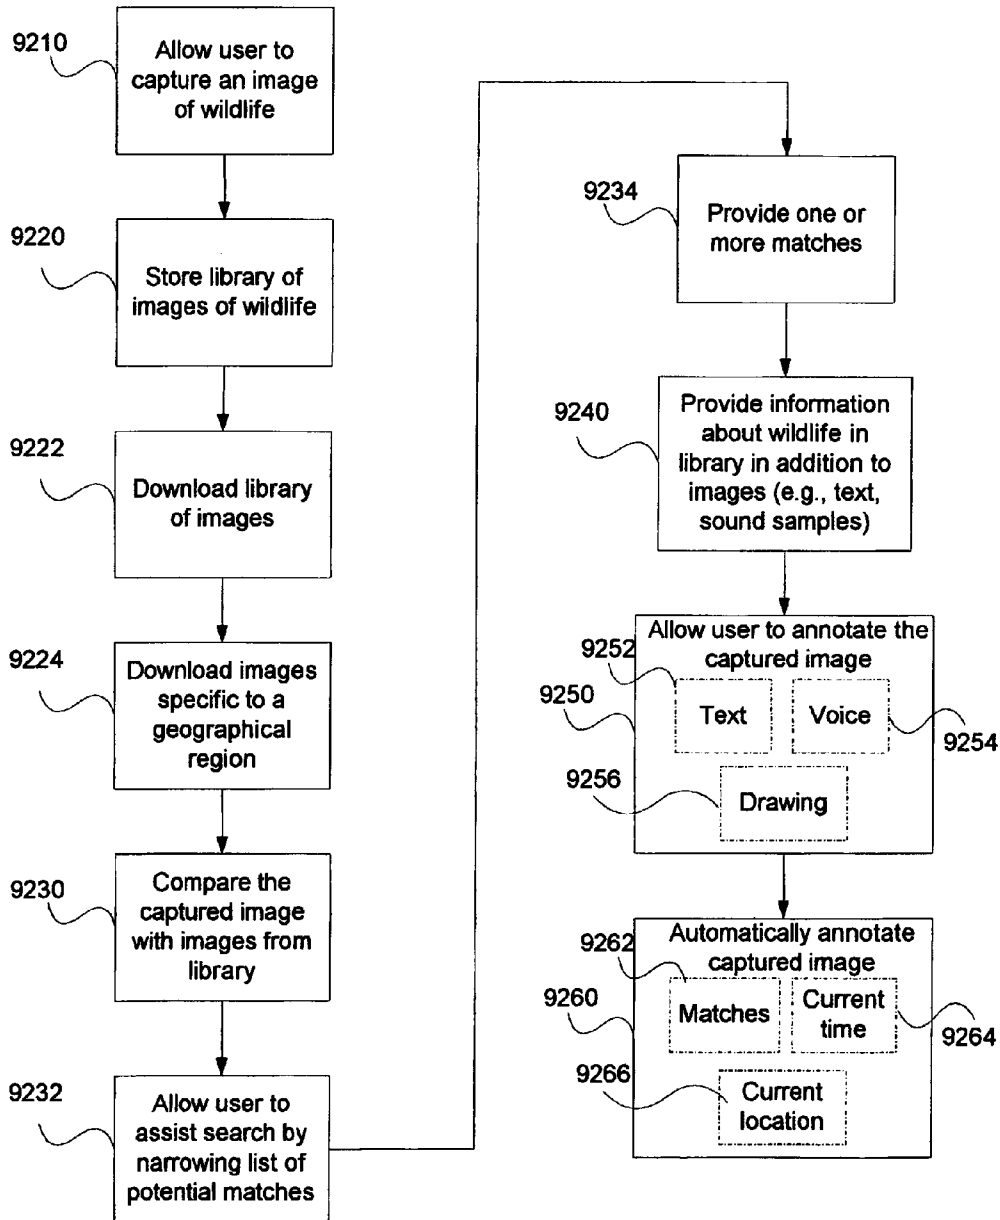 9210
Allow user to
capture an image
of wildlife
9220
Store library of
images of wildlife
9222
Download library
of images
9224
Download images
specific to a
geographical
region
9230
Compare the
captured image
with images from
library
9232
Allow user to
assist search by
narrowing list of
potential matches
9234
Provide one or
more matches
9240
Provide information
about wildlife in
library in addition to
images (e.g., text,
sound samples)
Allow user to annotate the
captured image
9252
9250
Text
Voice
9254
9256
Drawing
Automatically annotate
captured image
9262
9260
Matches
Current
time
9264
9266
Current
location